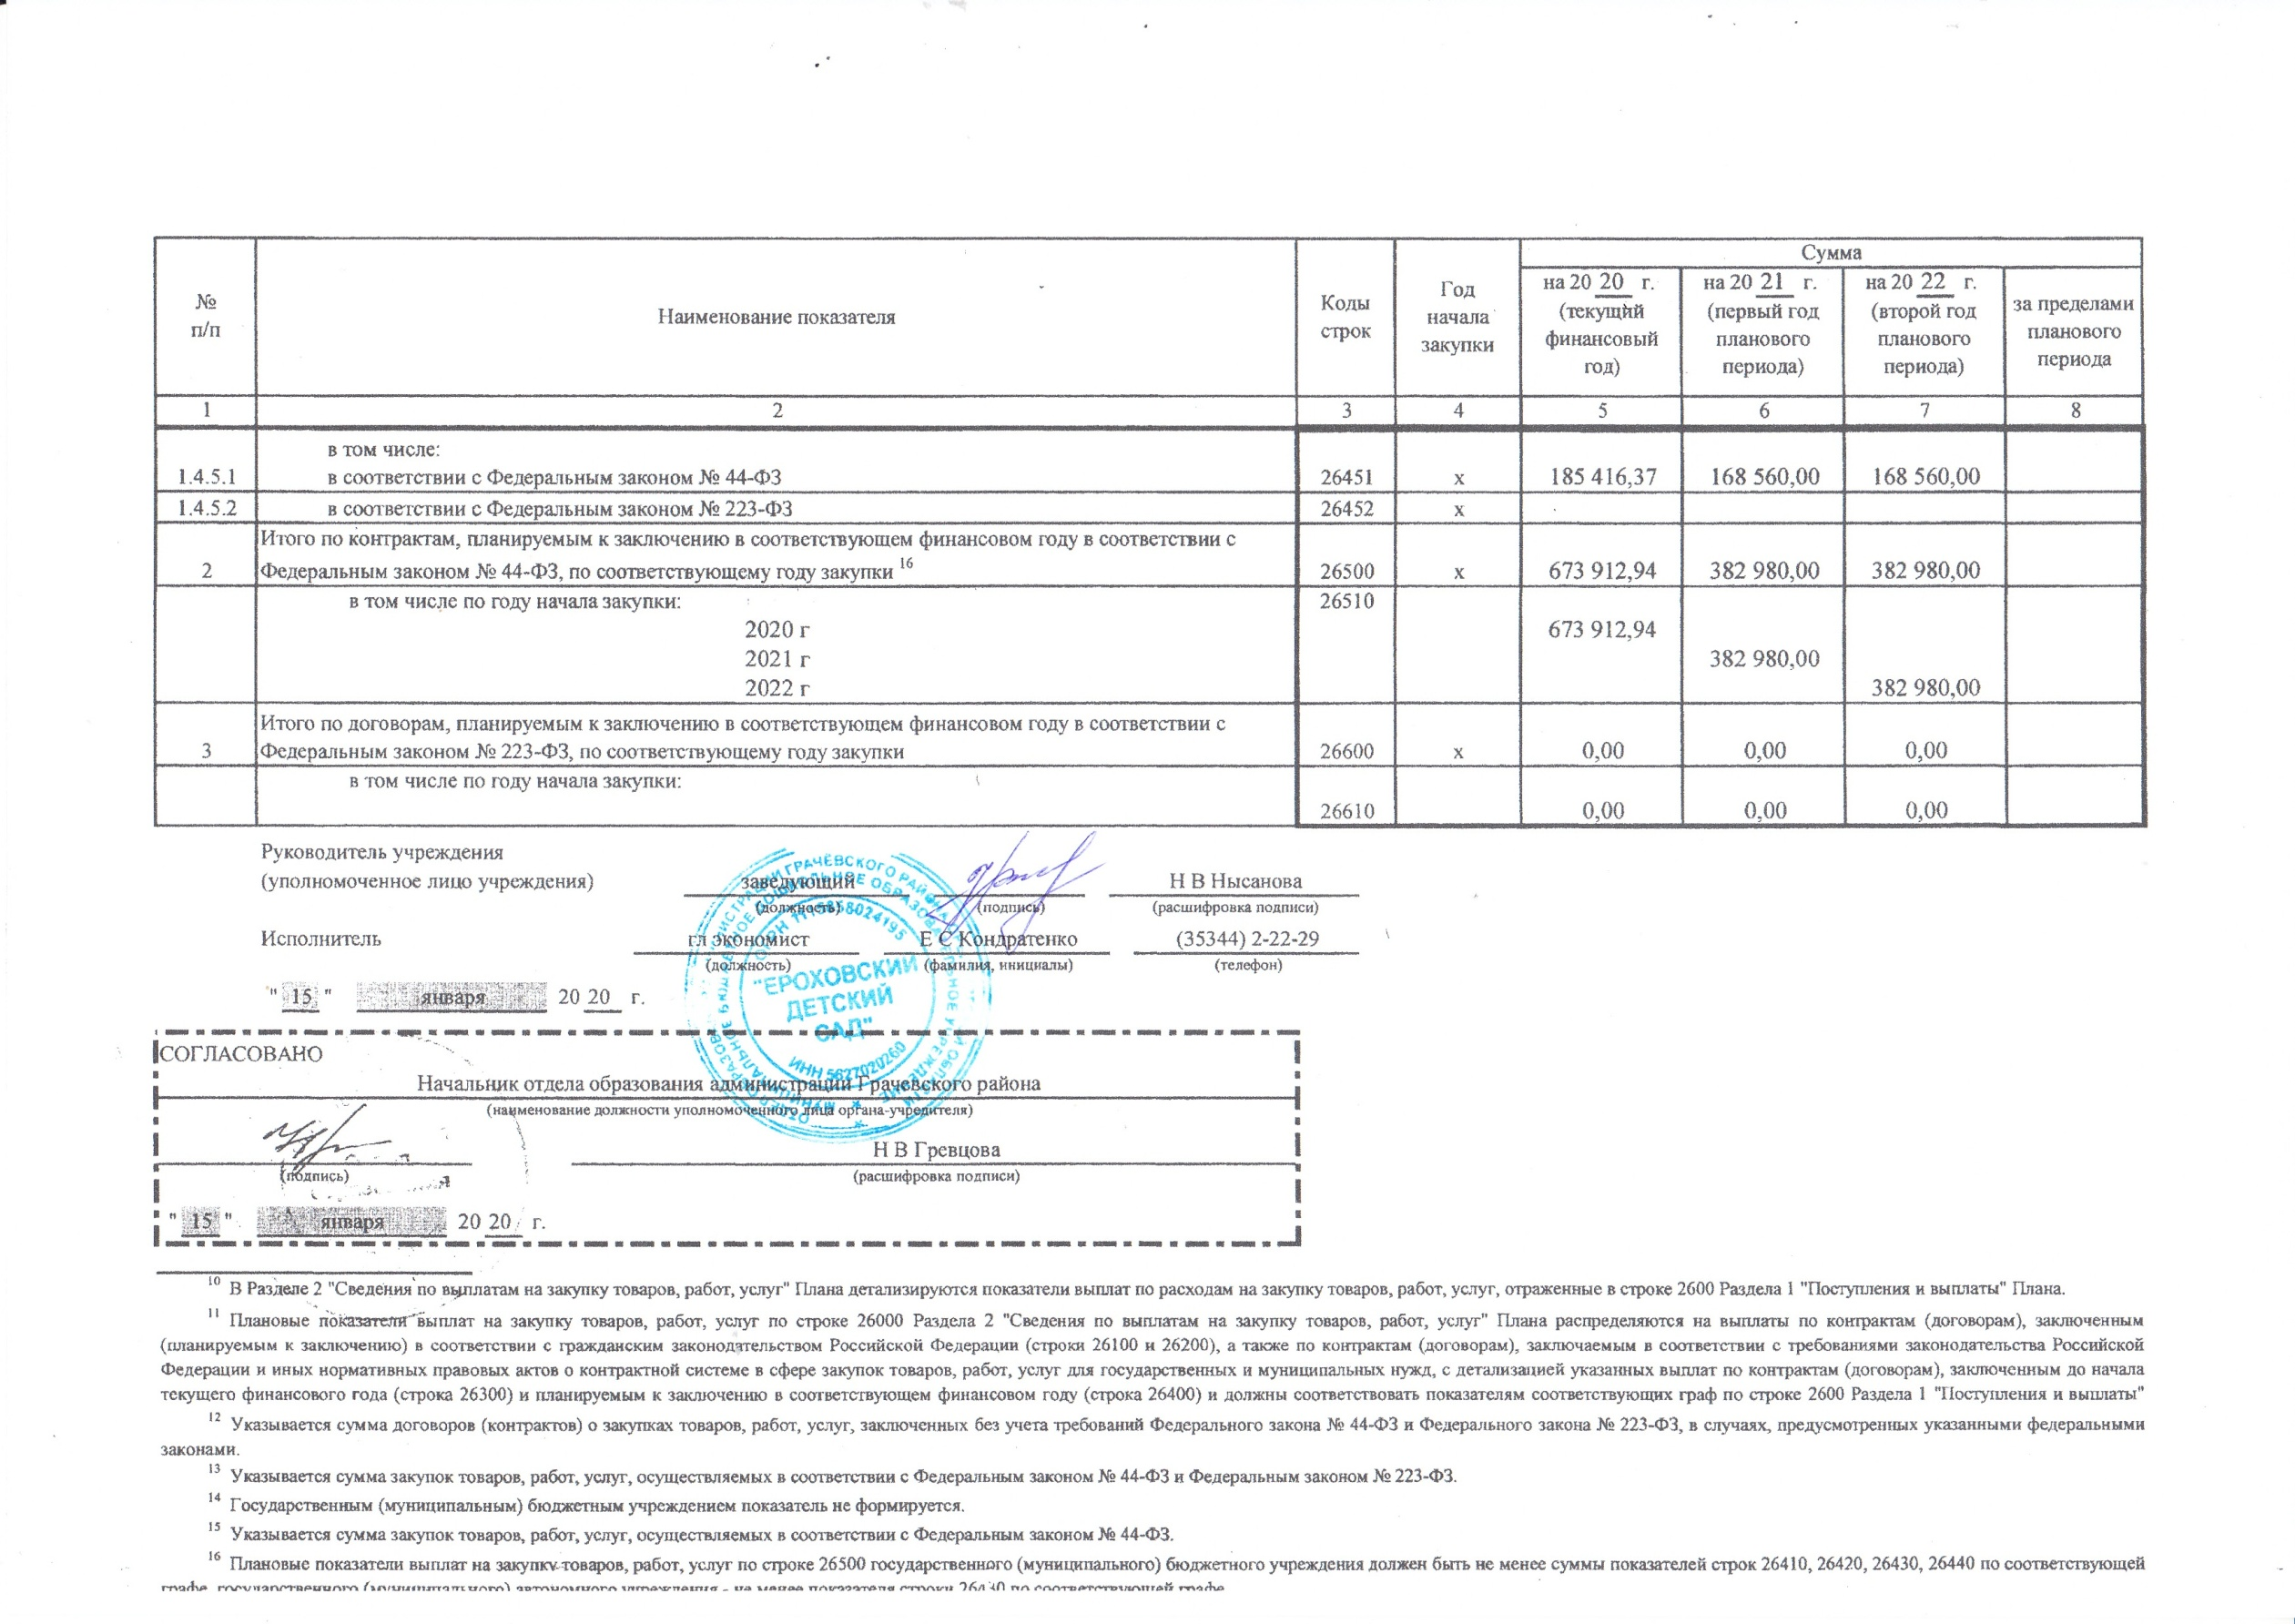 № п/п
Наименование показателя
Коды строк
Год начала закупки
Сумма
на 20 20 г. (текущий финансовый год)
на 20 21 г. (первый год планового периода)
на 20 22 г. (второй год планового периода)
за пределами планового периода
1 2 3 4 5 6 7 8
в том числе:
1.4.5.1 в соответствии с Федеральным законом № 44-ФЗ 26451 х 185 416,37 168 560,00 168 560,00
1.4.5.2 в соответствии с Федеральным законом № 223-ФЗ 26452 х
Итого по контрактам, планируемым к заключению в соответствующем финансовом году в соответствии с
2 Федеральным законом № 44-ФЗ, по соответствующему году закупки 16 26500 х 673 912,94 382 980,00 382 980,00
в том числе по году начала закупки: 26510
2020 г 673 912,94
2021 г 382 980,00
2022 г 382 980,00
Итого по договорам, планируемым к заключению в соответствующем финансовом году в соответствии с
3 Федеральным законом № 223-ФЗ, по соответствующему году закупки 26600 х 0,00 0,00 0,00
в том числе по году начала закупки:
26610 0,00 0,00 0,00
Руководитель учреждения
(уполномоченное лицо учреждения) заведующий Н В Нысанова
(должность) (подпись) (расшифровка подписи)
Исполнитель гл экономист Е С Кондратенко (35344) 2-22-29
(должность) (фамилия, инициалы) (телефон)
"ЕРОХОВСКИЙ
ДЕТСКИЙ
САД"
ИНН 5627020260
" 15 " января 20 20 г.
СОГЛАСОВАНО
Начальник отдела образования администрации Грачевского района
(наименование должности уполномоченного лица органа-учредителя)
Н В Гревцова
(подпись) (расшифровка подписи)
" 15 " января 20 20 г.
10 В Разделе 2 "Сведения по выплатам на закупку товаров, работ, услуг" Плана детализируются показатели выплат по расходам на закупку товаров, работ, услуг, отраженные в строке 2600 Раздела 1 "Поступления и выплаты" Плана.
11 Плановые показатели выплат на закупку товаров, работ, услуг по строке 26000 Раздела 2 "Сведения по выплатам на закупку товаров, работ, услуг" Плана распределяются на выплаты по контрактам (договорам), заключенным
(планируемым к заключению) в соответствии с гражданским законодательством Российской Федерации (строки 26100 и 26200), а также по контрактам (договорам), заключаемым в соответствии с требованиями законодательства Российской
Федерации и иных нормативных правовых актов о контрактной системе в сфере закупок товаров, работ, услуг для государственных и муниципальных нужд, с детализацией указанных выплат по контрактам (договорам), заключенным до начала
текущего финансового года (строка 26300) и планируемым к заключению в соответствующем финансовом году (строка 26400) и должны соответствовать показателям соответствующих граф по строке 2600 Раздела 1 "Поступления и выплаты"
12 Указывается сумма договоров (контрактов) о закупках товаров, работ, услуг, заключенных без учета требований Федерального закона № 44-ФЗ и Федерального закона № 223-ФЗ, в случаях, предусмотренных указанными федеральными
законами.
13 Указывается сумма закупок товаров, работ, услуг, осуществляемых в соответствии с Федеральным законом № 44-ФЗ и Федеральным законом № 223-ФЗ.
14 Государственным (муниципальным) бюджетным учреждением показатель не формируется.
15 Указывается сумма закупок товаров, работ, услуг, осуществляемых в соответствии с Федеральным законом № 44-ФЗ.
16 Плановые показатели выплат на закупку товаров, работ, услуг по строке 26500 государственного (муниципального) бюджетного учреждения должен быть не менее суммы показателей строк 26410, 26420, 26430, 26440 по соответствующей
графе, государственного (муниципального) автономного учреждения - не менее показателя строки 26430 по соответствующей графе